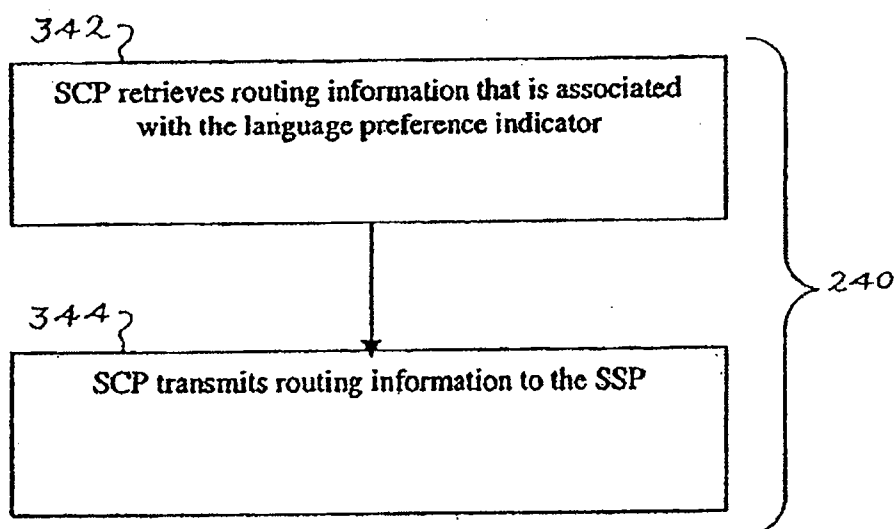 342
SCP retrieves routing information that is associated
with the language preference indicator
240
344
SCP transmits routing information to the SSP